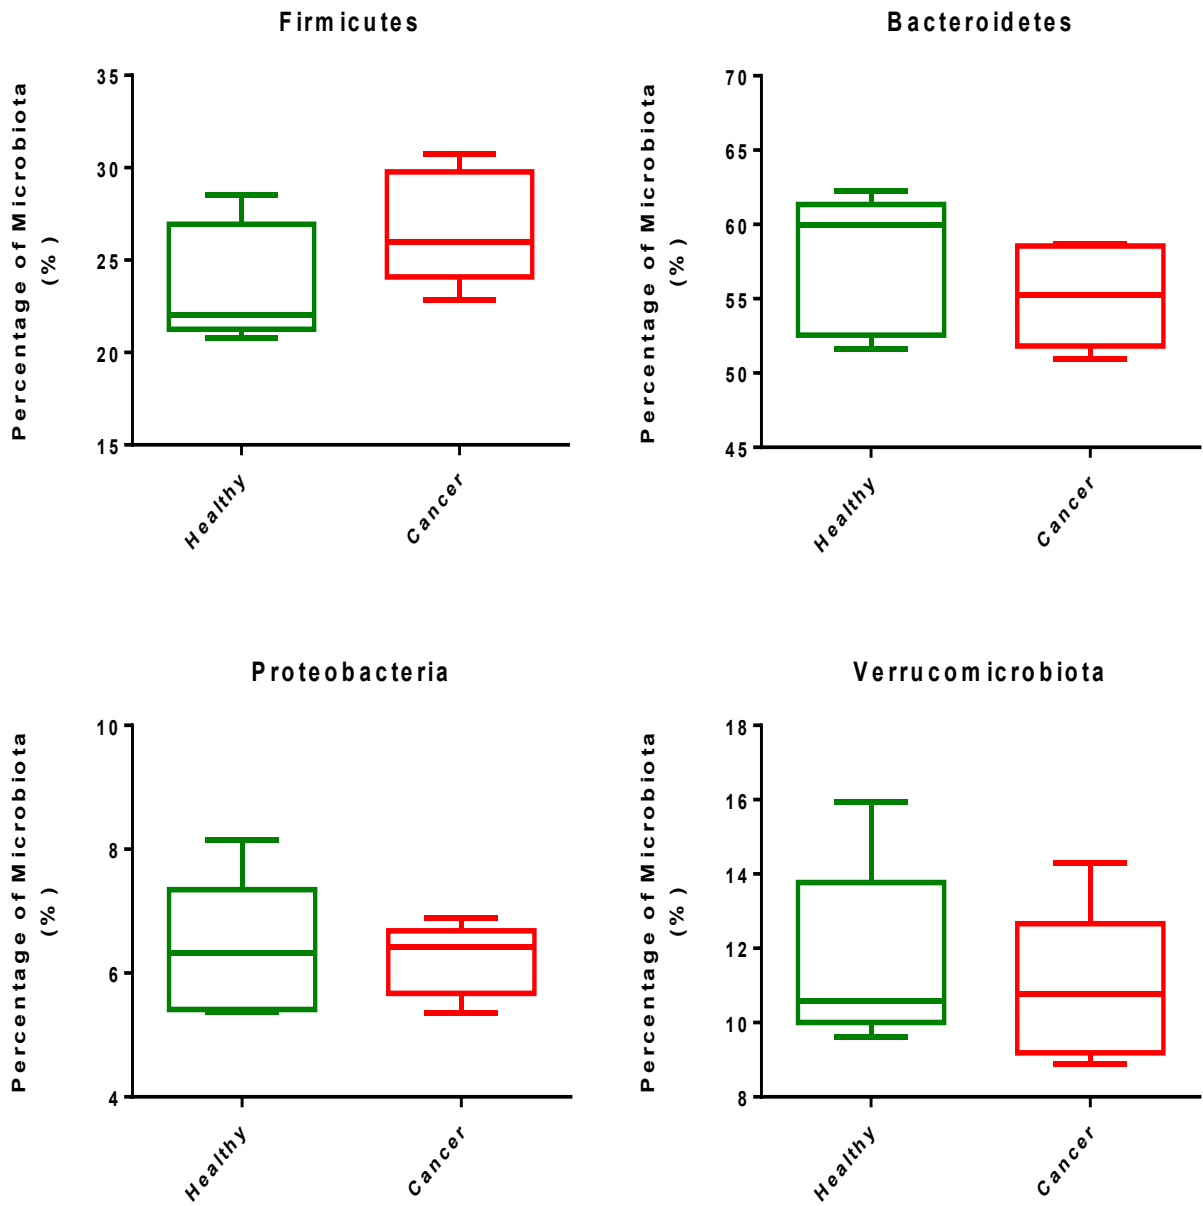 Firmicutes
Percentage of Microbiota
(%)
35
30
25
20
15
Healthy
Cancer
Bacteroidetes
Percentage of Microbiota
(%)
70
65
60
55
50
45
Healthy
Cancer
Proteobacteria
Percentage of Microbiota
(%)
10
8
6
4
Healthy
Cancer
Verrucomicrobiota
Percentage of Microbiota
(%)
18
16
14
12
10
8
Healthy
Cancer